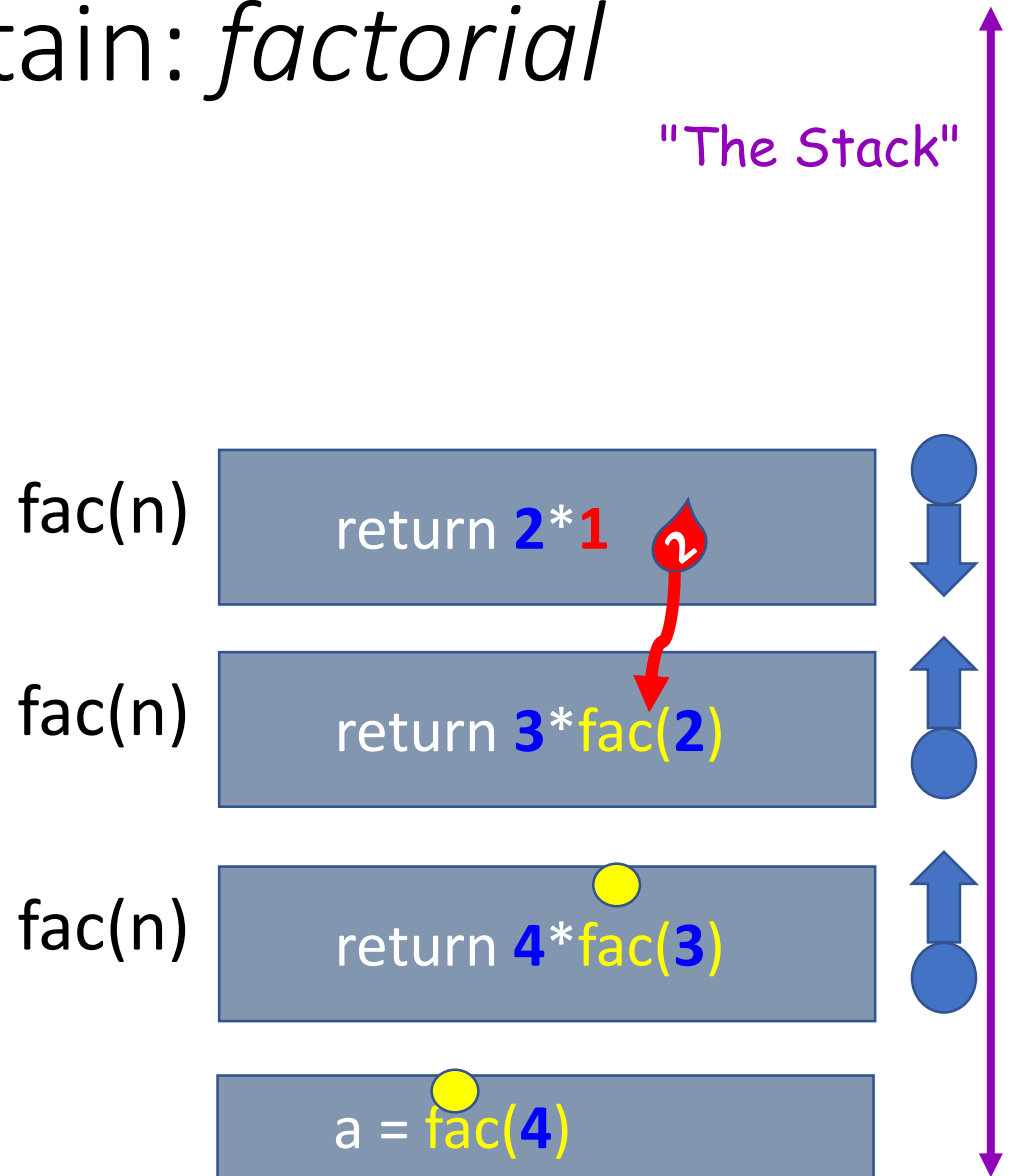 tain: factorial
"The Stack"
fac(n)
return 2*1
2
fac(n)
return 3*fac(2)
fac(n)
return 4*fac(3)
a = fac(4)